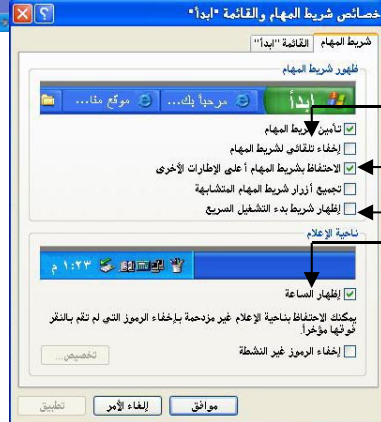 خصائص شريط المهام والقائمة "ابدأ"
شريط المهام
القائمة "ابدأ"
ظهور شريط المهام
ابدأ
مرحباً بك...
موقع منا...
تأمين شريط المهام
إخفاء تلقائي لشريط المهام
الاحتفاظ بشريط المهام أعلى الإطارات الأخرى
تجميع أزرار شريط المهام المتشابهة
إظهار شريط بدء التشغيل السريع
ناحية الإعلام
١:٢٣ م
إظهار الساعة
يمكنك الاحتفاظ بناحية الإعلام غير مزدحمة بإخفاء الرموز التي لم تقم بالنقر
فوقها مؤخراً.
إخفاء الرموز غير النشطة
تخصيص...
موافق
إلغاء الأمر
تطبيق